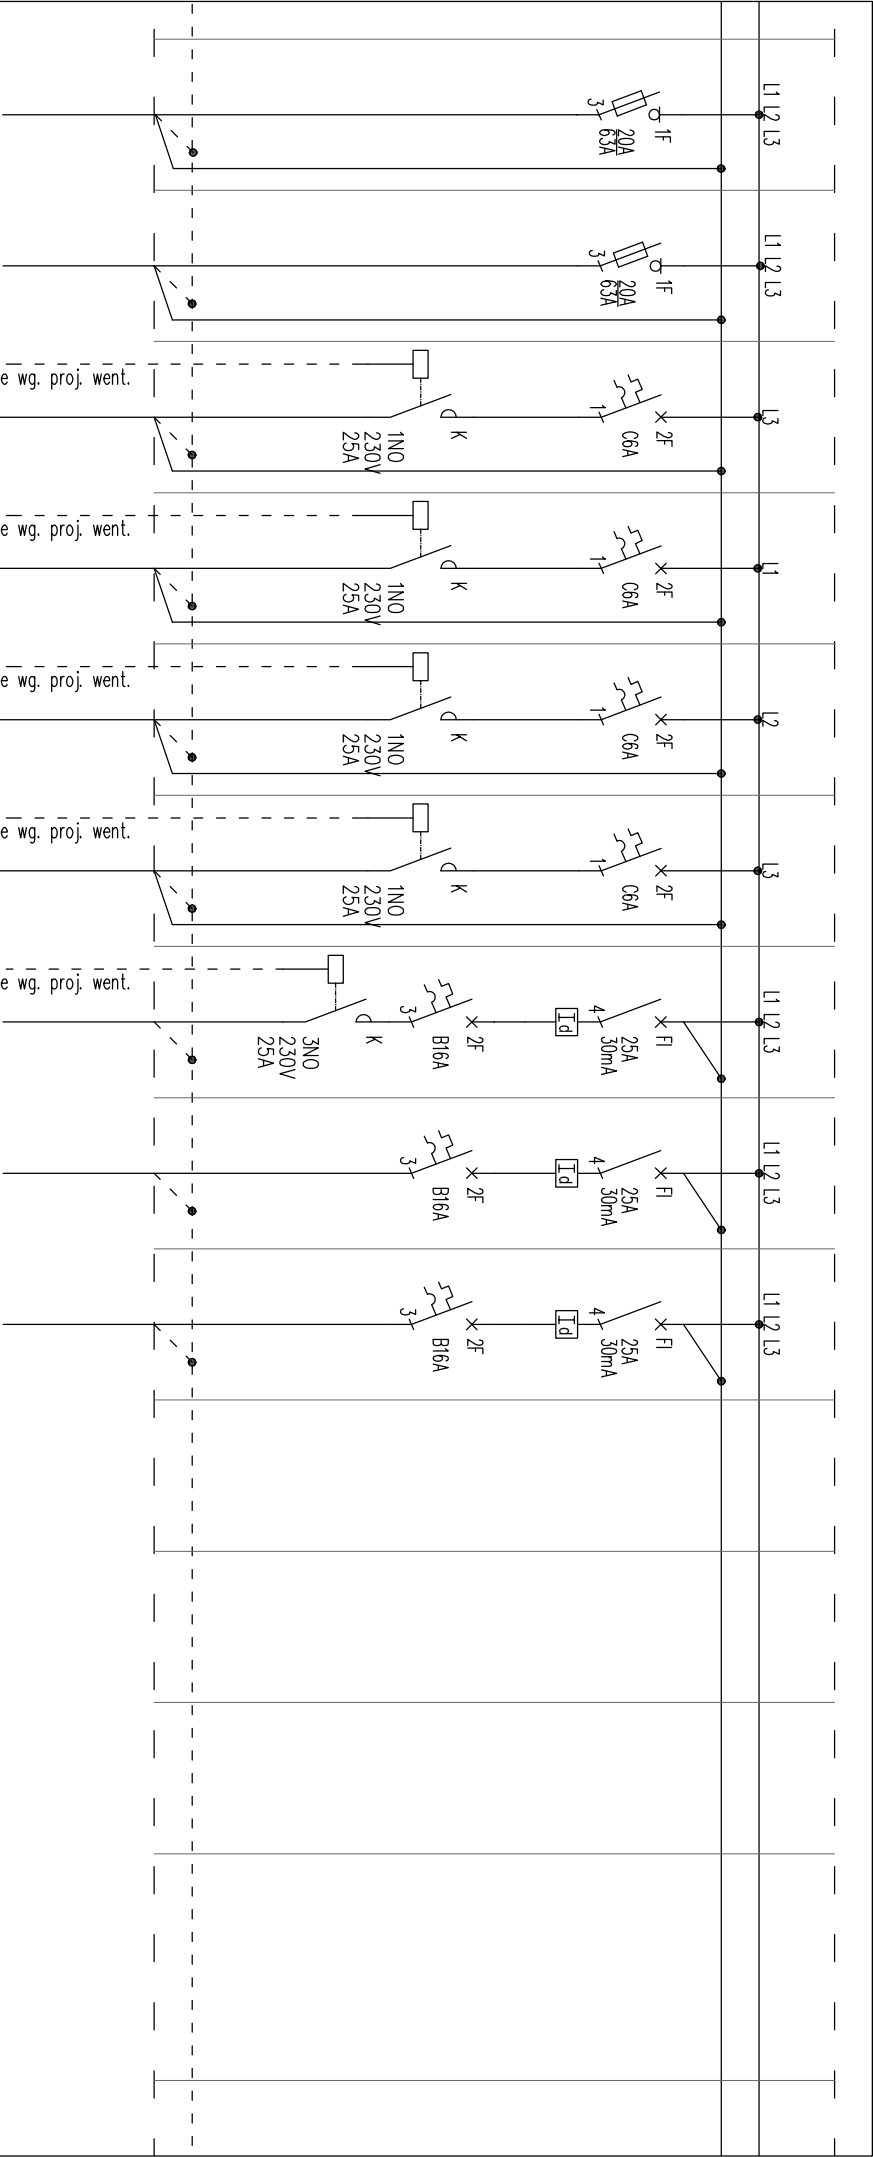 L1 L2 L3
1F
20A
63A
3
L1 L2 L3
1F
20A
63A
3
e wg. proj. went.
L3
2F
C6A
1
K
1NO
230V
25A
e wg. proj. went.
L1
2F
C6A
1
K
1NO
230V
25A
e wg. proj. went.
L2
2F
C6A
1
K
1NO
230V
25A
e wg. proj. went.
L3
2F
C6A
1
K
1NO
230V
25A
e wg. proj. went.
L1 L2 L3
FI
25A
30mA
4
Id
2F
B16A
3
K
3NO
230V
25A
L1 L2 L3
FI
25A
30mA
4
Id
2F
B16A
3
L1 L2 L3
FI
25A
30mA
4
Id
2F
B16A
3